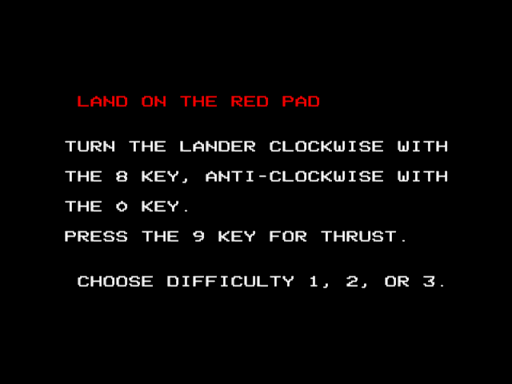 LAND ON THE RED PAD
TURN THE LANDER CLOCKWISE WITH
THE 8 KEY, ANTI-CLOCKWISE WITH
THE 0 KEY.
PRESS THE 9 KEY FOR THRUST.
CHOOSE DIFFICULTY 1, 2, OR 3.